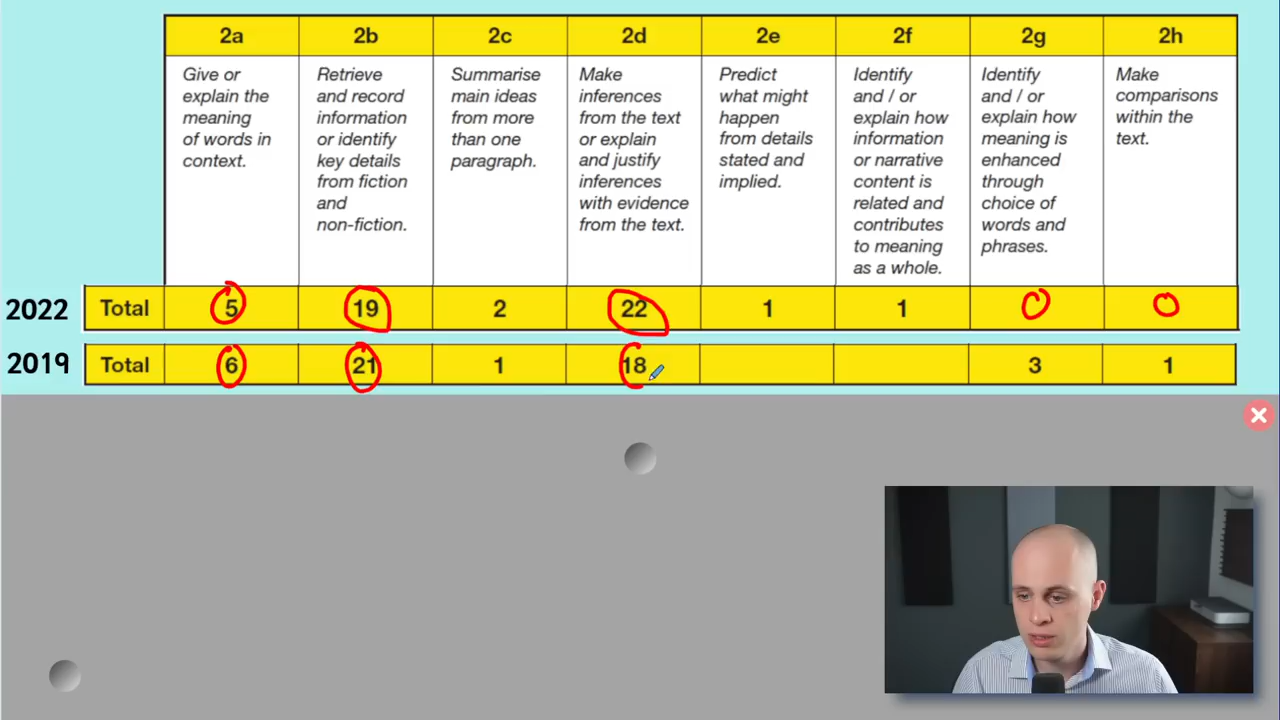 2a 2b 2c 2d 2e 2f 2g 2h
Give or
explain the
meaning
of words in
context.
Retrieve
and record
information
or identify
key details
from fiction
and
non-fiction.
Summarise
main ideas
from more
than one
paragraph.
Make
inferences
from the text
or explain
and justify
inferences
with evidence
from the text.
Predict
what might
happen
from details
stated and
implied.
Identify
and / or
explain how
information
or narrative
content is
related and
contributes
to meaning
as a whole.
Identify
and / or
explain how
meaning is
enhanced
through
choice of
words and
phrases.
Make
comparisons
within the
text.
2022 Total 5 19 2 22 1 1 0 0
2019 Total 6 21 1 18 3 1